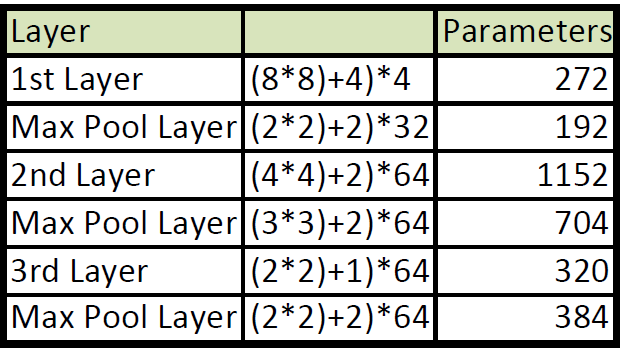 Layer Parameters
1st Layer (8*8)+4)*4 272
Max Pool Layer (2*2)+2)*32 192
2nd Layer (4*4)+2)*64 1152
Max Pool Layer (3*3)+2)*64 704
3rd Layer (2*2)+1)*64 320
Max Pool Layer (2*2)+2)*64 384